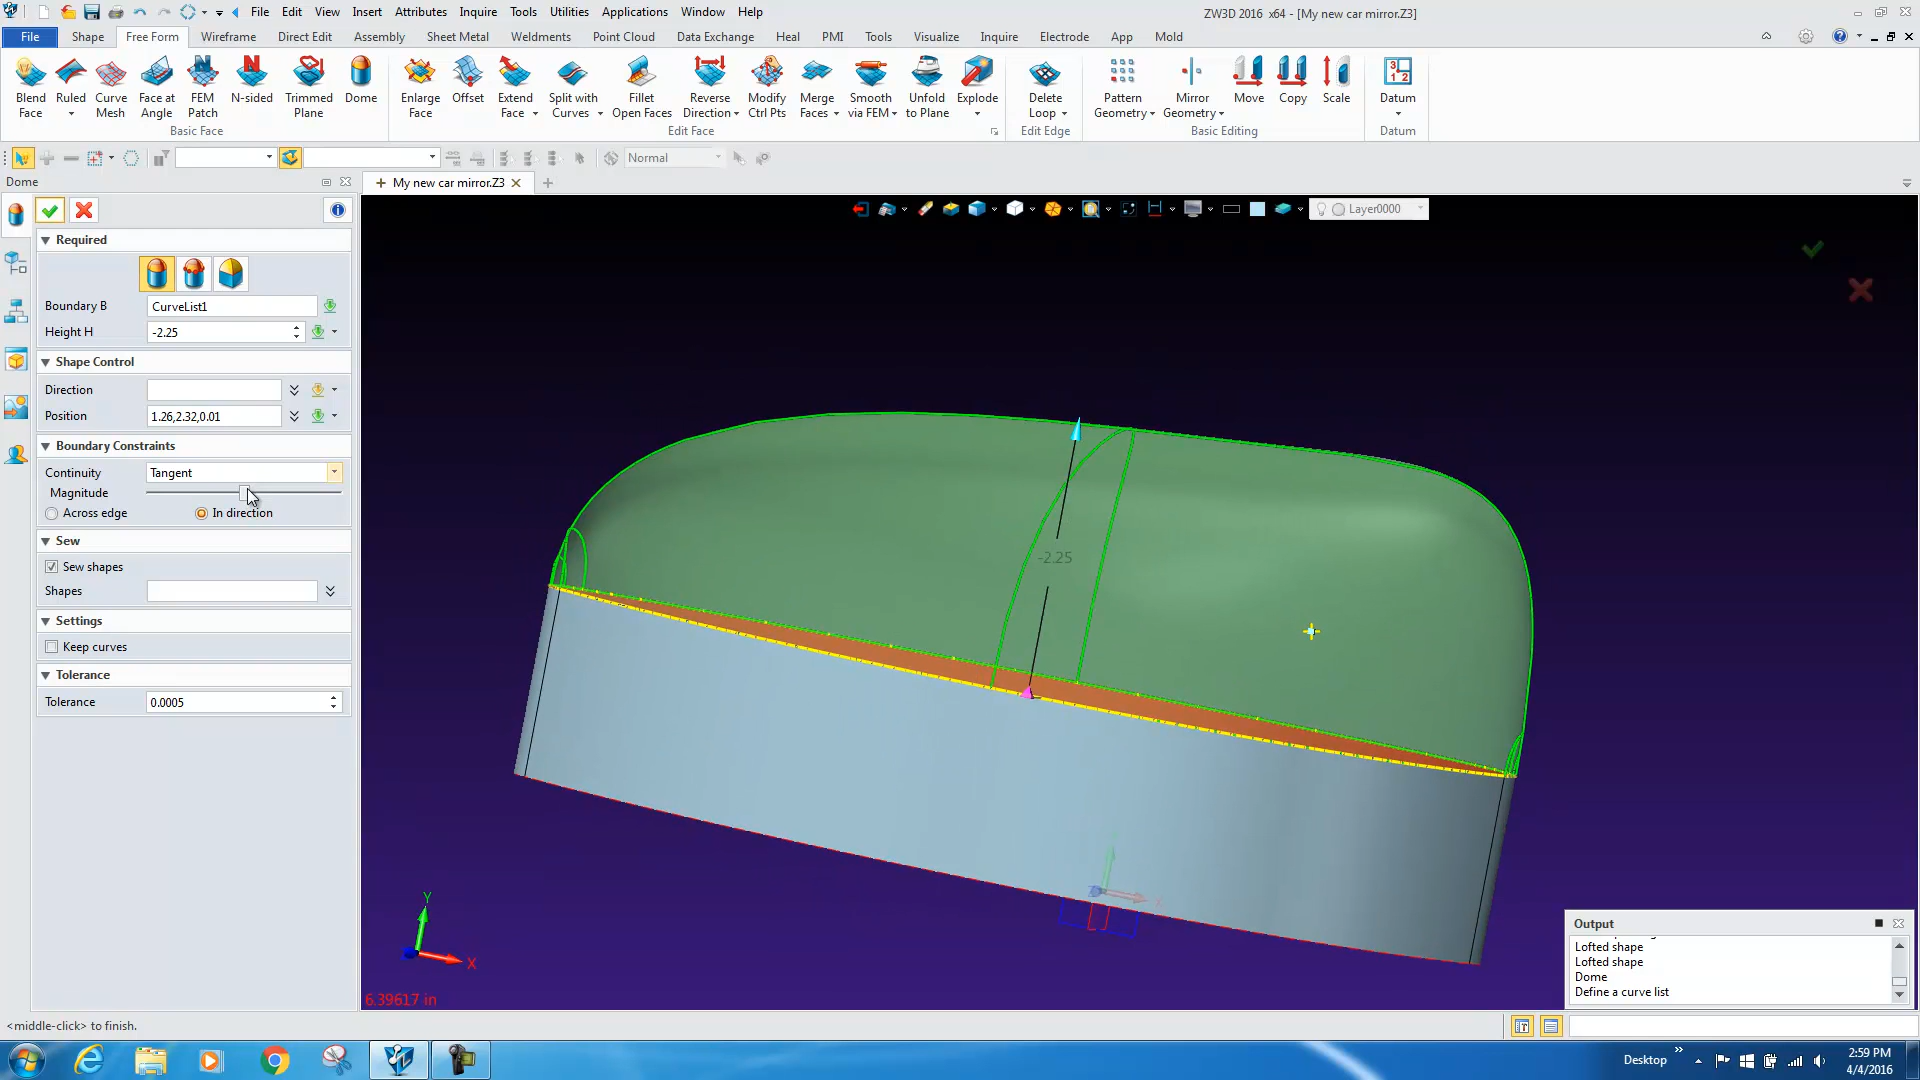 File Edit View Insert Attributes Inquire Tools Utilities Applications Window Help
ZW3D 2016 x64 - [My new car mirror.Z3]
File Shape Free Form Wireframe Direct Edit Assembly Sheet Metal Weldments Point Cloud Data Exchange Heal PMI Tools Visualize Inquire Electrode App Mold
Blend Face
Ruled
Curve Mesh
Face at Angle
FEM Patch
N-sided
Trimmed Plane
Dome
Enlarge Face
Offset
Extend Face
Split with Curves
Fillet Open Faces
Reverse Direction
Modify Ctrl Pts
Merge Faces
Smooth via FEM
Unfold to Plane
Explode
Delete Loop
Pattern Geometry
Mirror Geometry
Move
Copy
Scale
Datum
Basic Face
Edit Face
Edit Edge
Basic Editing
Datum
Normal
Dome
My new car mirror.Z3
Layer0000
Required
Boundary B CurveList1
Height H -2.25
Shape Control
Direction
Position 1.26,2.32,0.01
Boundary Constraints
Continuity Tangent
Magnitude
Across edge In direction
Sew
Sew shapes
Shapes
Settings
Keep curves
Tolerance
Tolerance 0.0005
-2.25
Y
X
6.39617 in
Output
Lofted shape
Lofted shape
Dome
Define a curve list
<middle-click> to finish.
Desktop
2:59 PM
4/4/2016